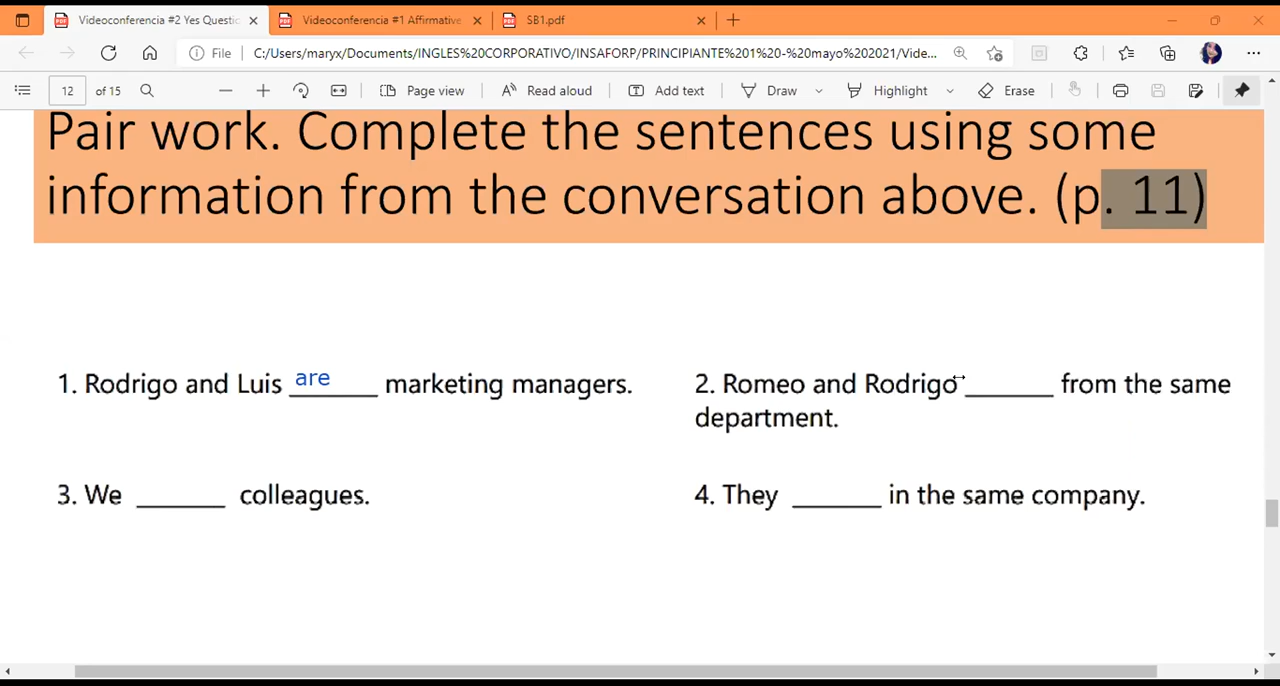 Videoconferencia #2 Yes Questic
Videoconferencia #1 Affirmative
SB1.pdf
File
C:/Users/maryx/Documents/INGLES%20CORPORATIVO/INSAFORP/PRINCIPIANTE%201%20-%20mayo%202021/Vide...
12 of 15
Page view
Read aloud
Add text
Draw
Highlight
Erase
Pair work. Complete the sentences using some
information from the conversation above. (p. 11)
1. Rodrigo and Luis are marketing managers.
2. Romeo and Rodrigo _______ from the same
department.
3. We _______ colleagues.
4. They _______ in the same company.